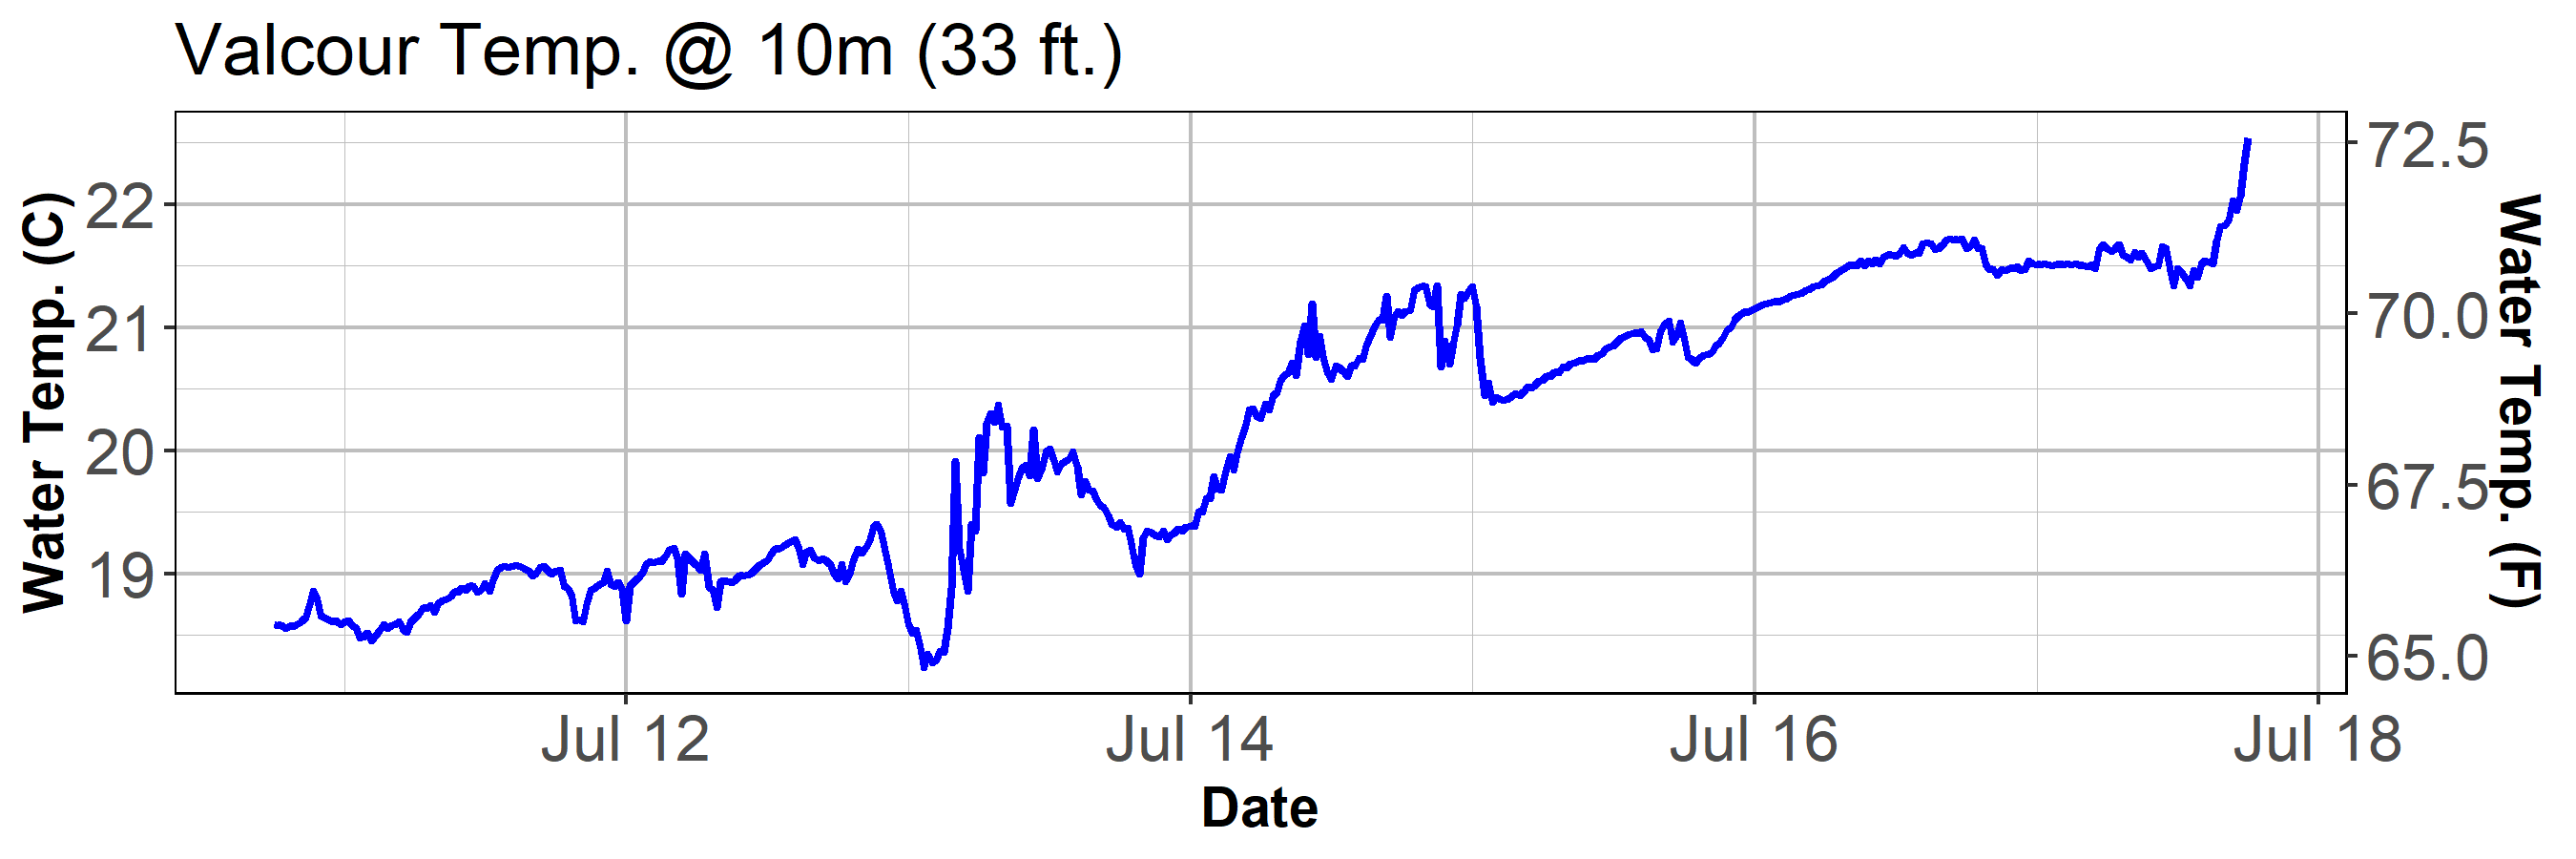 Valcour Temp. @ 10m (33 ft.)
Water Temp. (C)
22
21
20
19
72.5
70.0
67.5
65.0
Water Temp. (F)
Jul 12
Jul 14
Jul 16
Jul 18
Date